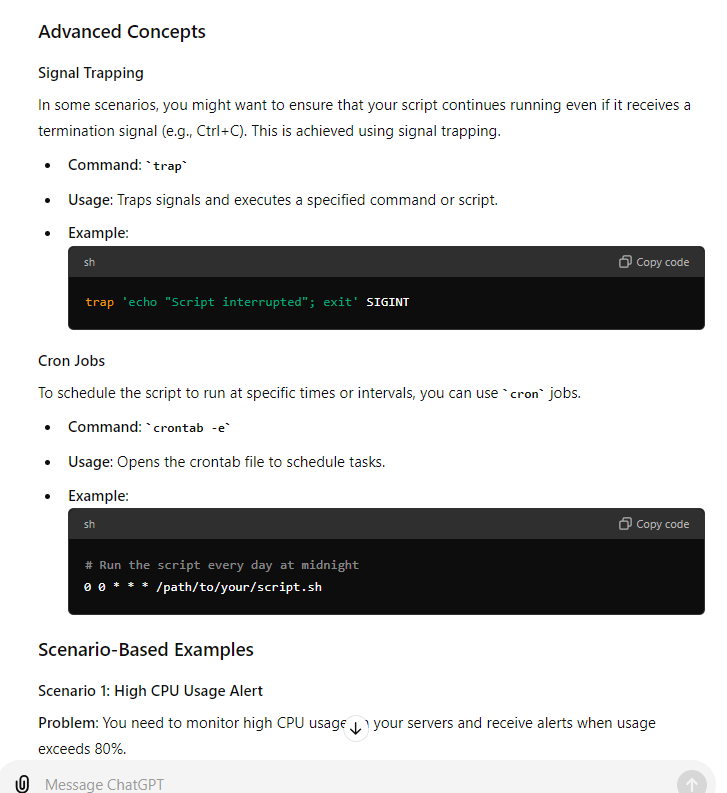 Advanced Concepts
Signal Trapping
In some scenarios, you might want to ensure that your script continues running even if it receives a
termination signal (e.g., Ctrl+C). This is achieved using signal trapping.
• Command: `trap`
• Usage: Traps signals and executes a specified command or script.
• Example:
sh Copy code
trap 'echo "Script interrupted"; exit' SIGINT
Cron Jobs
To schedule the script to run at specific times or intervals, you can use `cron` jobs.
• Command: `crontab -e`
• Usage: Opens the crontab file to schedule tasks.
• Example:
sh Copy code
# Run the script every day at midnight
0 0 * * * /path/to/your/script.sh
Scenario-Based Examples
Scenario 1: High CPU Usage Alert
Problem: You need to monitor high CPU usage your servers and receive alerts when usage
exceeds 80%.
Message ChatGPT